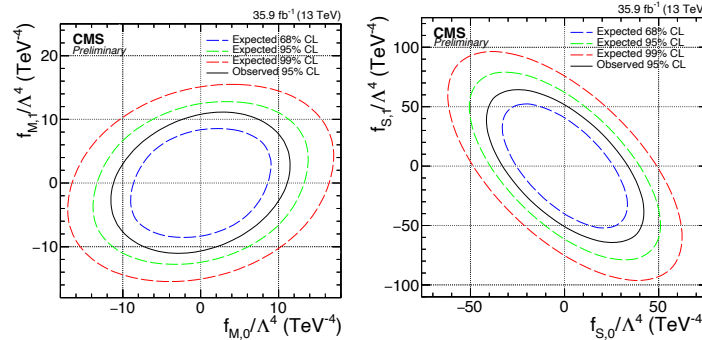 35.9 fb⁻¹ (13 TeV)
CMS
Preliminary
Expected 68% CL
Expected 95% CL
Expected 99% CL
Observed 95% CL
f_M,1/Λ⁴ (TeV⁻⁴)
20
10
0
−10
−10
0
10
f_M,0/Λ⁴ (TeV⁻⁴)
35.9 fb⁻¹ (13 TeV)
CMS
Preliminary
Expected 68% CL
Expected 95% CL
Expected 99% CL
Observed 95% CL
f_S,1/Λ⁴ (TeV⁻⁴)
100
50
0
−50
−100
−50
0
50
f_S,0/Λ⁴ (TeV⁻⁴)